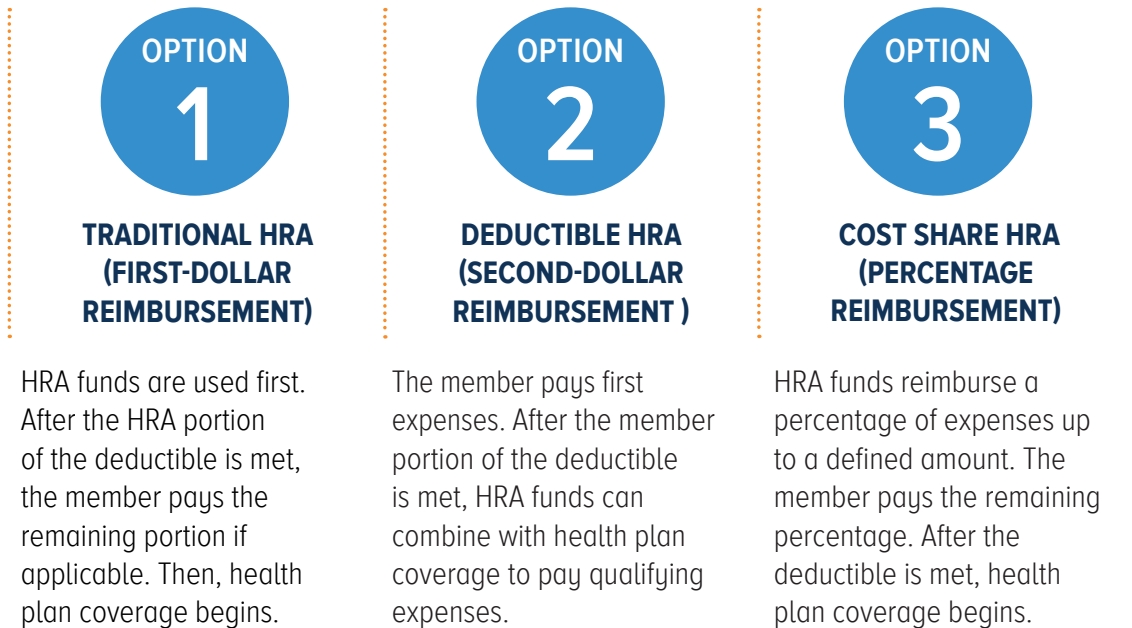 OPTION
1
TRADITIONAL HRA
(FIRST-DOLLAR
REIMBURSEMENT)
HRA funds are used first.
After the HRA portion
of the deductible is met,
the member pays the
remaining portion if
applicable. Then, health
plan coverage begins.
OPTION
2
DEDUCTIBLE HRA
(SECOND-DOLLAR
REIMBURSEMENT )
The member pays first
expenses. After the member
portion of the deductible
is met, HRA funds can
combine with health plan
coverage to pay qualifying
expenses.
OPTION
3
COST SHARE HRA
(PERCENTAGE
REIMBURSEMENT)
HRA funds reimburse a
percentage of expenses up
to a defined amount. The
member pays the remaining
percentage. After the
deductible is met, health
plan coverage begins.